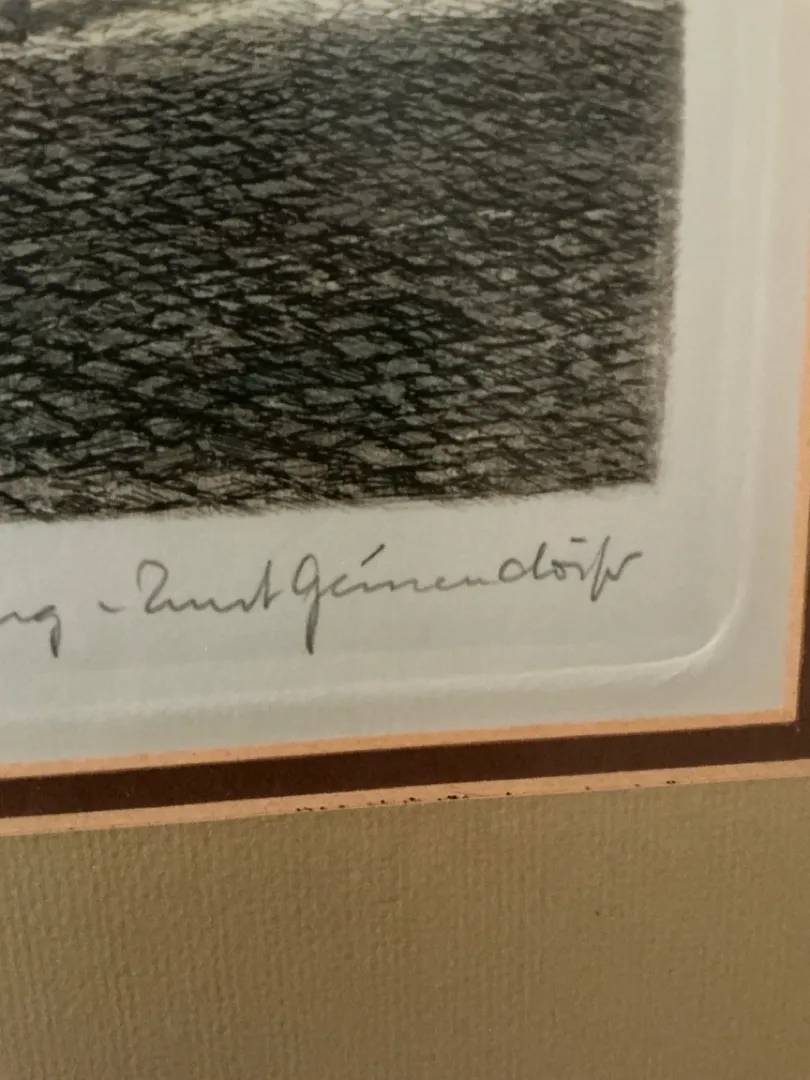 ng - Ernst Geissendörfer